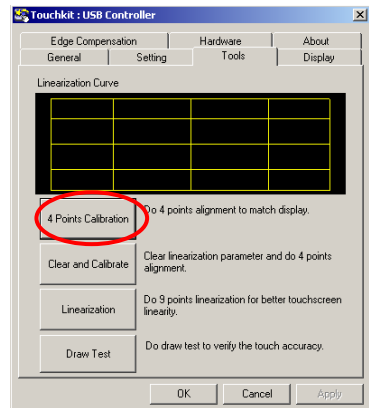 Touchkit : USB Controller
Edge Compensation Hardware About
General Setting Tools Display
Linearization Curve
4 Points Calibration
Do 4 points alignment to match display.
Clear and Calibrate
Clear linearization parameter and do 4 points
alignment.
Linearization
Do 9 points linearization for better touchscreen
linearity.
Draw Test
Do draw test to verify the touch accuracy.
OK Cancel Apply